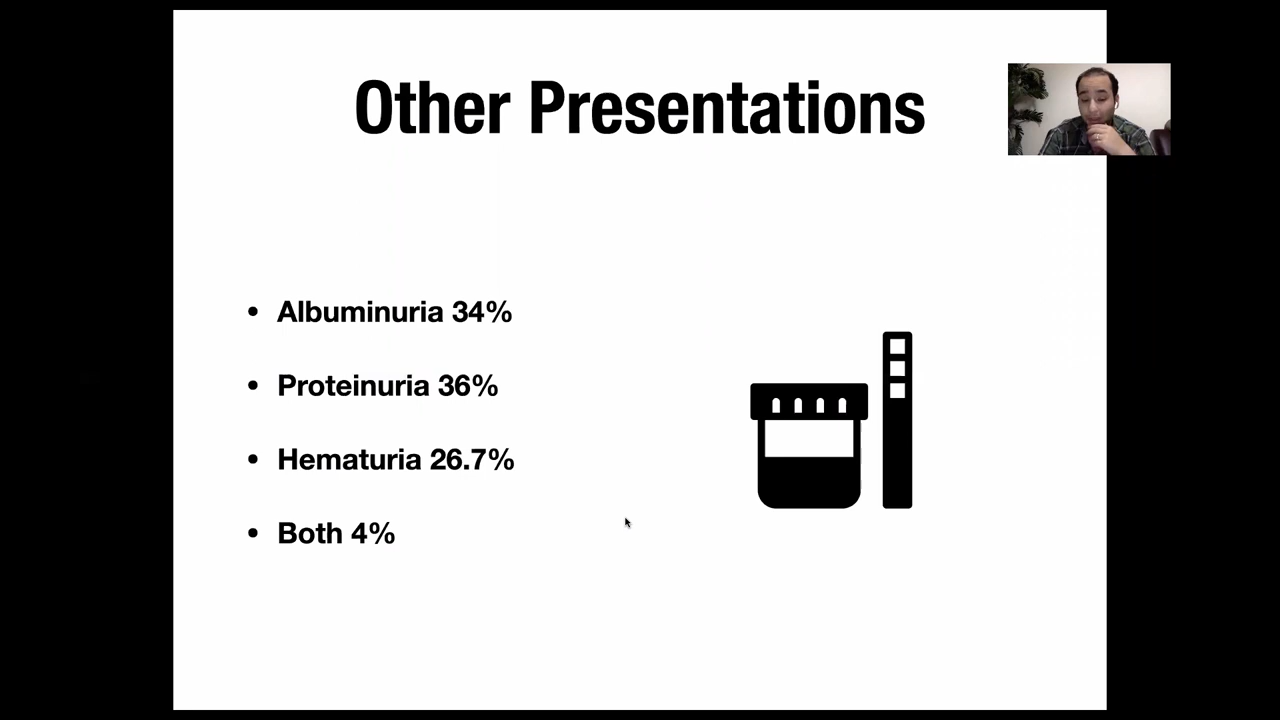 Other Presentations
• Albuminuria 34%
• Proteinuria 36%
• Hematuria 26.7%
• Both 4%